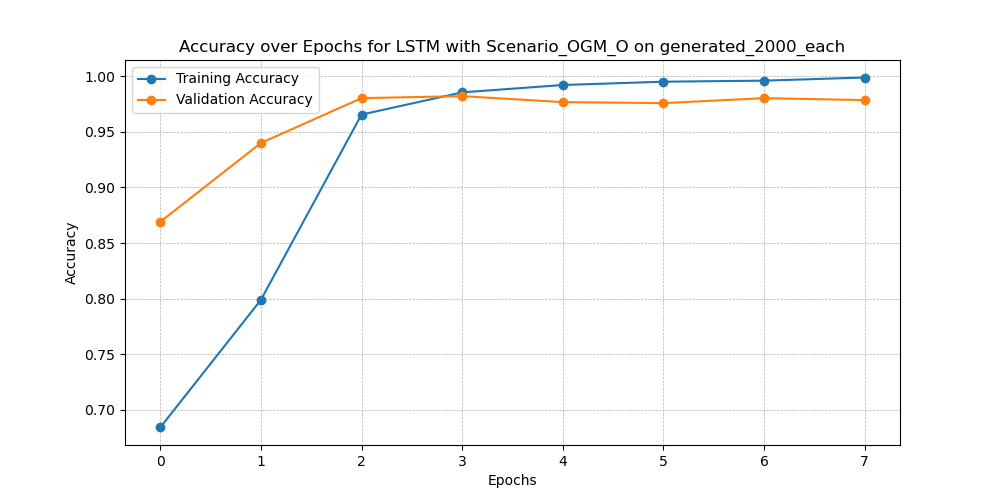 Accuracy over Epochs for LSTM with Scenario_OGM_O on generated_2000_each
Training Accuracy
Validation Accuracy
1.00
0.95
0.90
0.85
0.80
0.75
0.70
Accuracy
0 1 2 3 4 5 6 7
Epochs